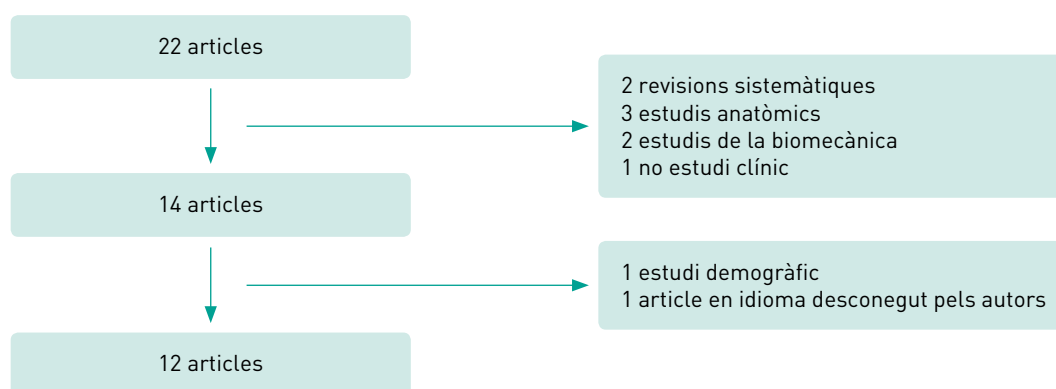 22 articles
2 revisions sistemàtiques
3 estudis anatòmics
2 estudis de la biomecànica
1 no estudi clínic
14 articles
1 estudi demogràfic
1 article en idioma desconegut pels autors
12 articles